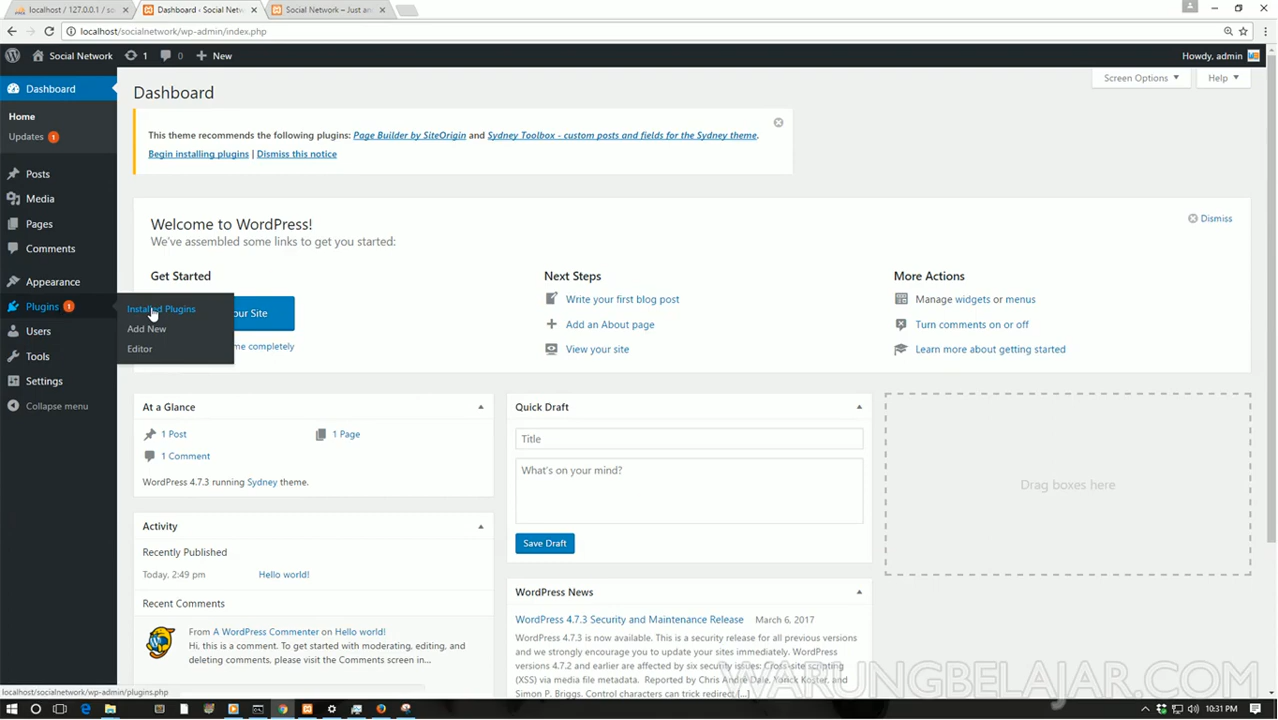 localhost / 127.0.0.1 / so
Dashboard ‹ Social Netw
Social Network – Just an
localhost/socialnetwork/wp-admin/index.php
Social Network
1
0
New
Howdy, admin
Dashboard
Home
Updates 1
Posts
Media
Pages
Comments
Appearance
Plugins 1
Users
Tools
Settings
Collapse menu
Installed Plugins
Add New
Editor
Dashboard
Screen Options
Help
This theme recommends the following plugins: Page Builder by SiteOrigin and Sydney Toolbox - custom posts and fields for the Sydney theme.
Begin installing plugins | Dismiss this notice
Welcome to WordPress!
We've assembled some links to get you started:
Dismiss
Get Started
our Site
me completely
Next Steps
Write your first blog post
Add an About page
View your site
More Actions
Manage widgets or menus
Turn comments on or off
Learn more about getting started
At a Glance
1 Post
1 Page
1 Comment
WordPress 4.7.3 running Sydney theme.
Activity
Recently Published
Today, 2:49 pm
Hello world!
Recent Comments
From A WordPress Commenter on Hello world!
Hi, this is a comment. To get started with moderating, editing, and
deleting comments, please visit the Comments screen in...
Quick Draft
Title
What's on your mind?
Save Draft
WordPress News
WordPress 4.7.3 Security and Maintenance Release March 6, 2017
WordPress 4.7.3 is now available. This is a security release for all previous versions
and we strongly encourage you to update your sites immediately. WordPress
versions 4.7.2 and earlier are affected by six security issues: Cross-site scripting
(XSS) via media file metadata. Reported by Chris Andrè Dale, Yorick Koster, and
Simon P. Briggs. Control characters can trick redirect [...]
Drag boxes here
WARUNGBELAJAR.COM
localhost/socialnetwork/wp-admin/plugins.php
10:31 PM